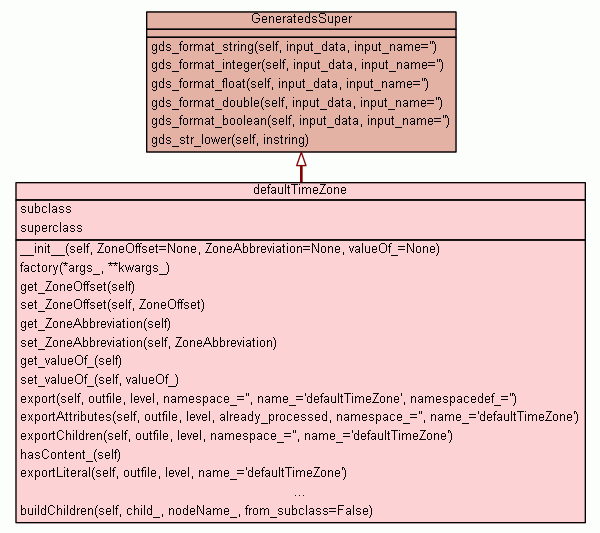 GeneratedsSuper
gds_format_string(self, input_data, input_name='')
gds_format_integer(self, input_data, input_name='')
gds_format_float(self, input_data, input_name='')
gds_format_double(self, input_data, input_name='')
gds_format_boolean(self, input_data, input_name='')
gds_str_lower(self, instring)
defaultTimeZone
subclass
superclass
__init__(self, ZoneOffset=None, ZoneAbbreviation=None, valueOf_=None)
factory(*args_, **kwargs_)
get_ZoneOffset(self)
set_ZoneOffset(self, ZoneOffset)
get_ZoneAbbreviation(self)
set_ZoneAbbreviation(self, ZoneAbbreviation)
get_valueOf_(self)
set_valueOf_(self, valueOf_)
export(self, outfile, level, namespace_='', name_='defaultTimeZone', namespacedef_='')
exportAttributes(self, outfile, level, already_processed, namespace_='', name_='defaultTimeZone')
exportChildren(self, outfile, level, namespace_='', name_='defaultTimeZone')
hasContent_(self)
exportLiteral(self, outfile, level, name_='defaultTimeZone')
...
buildChildren(self, child_, nodeName_, from_subclass=False)